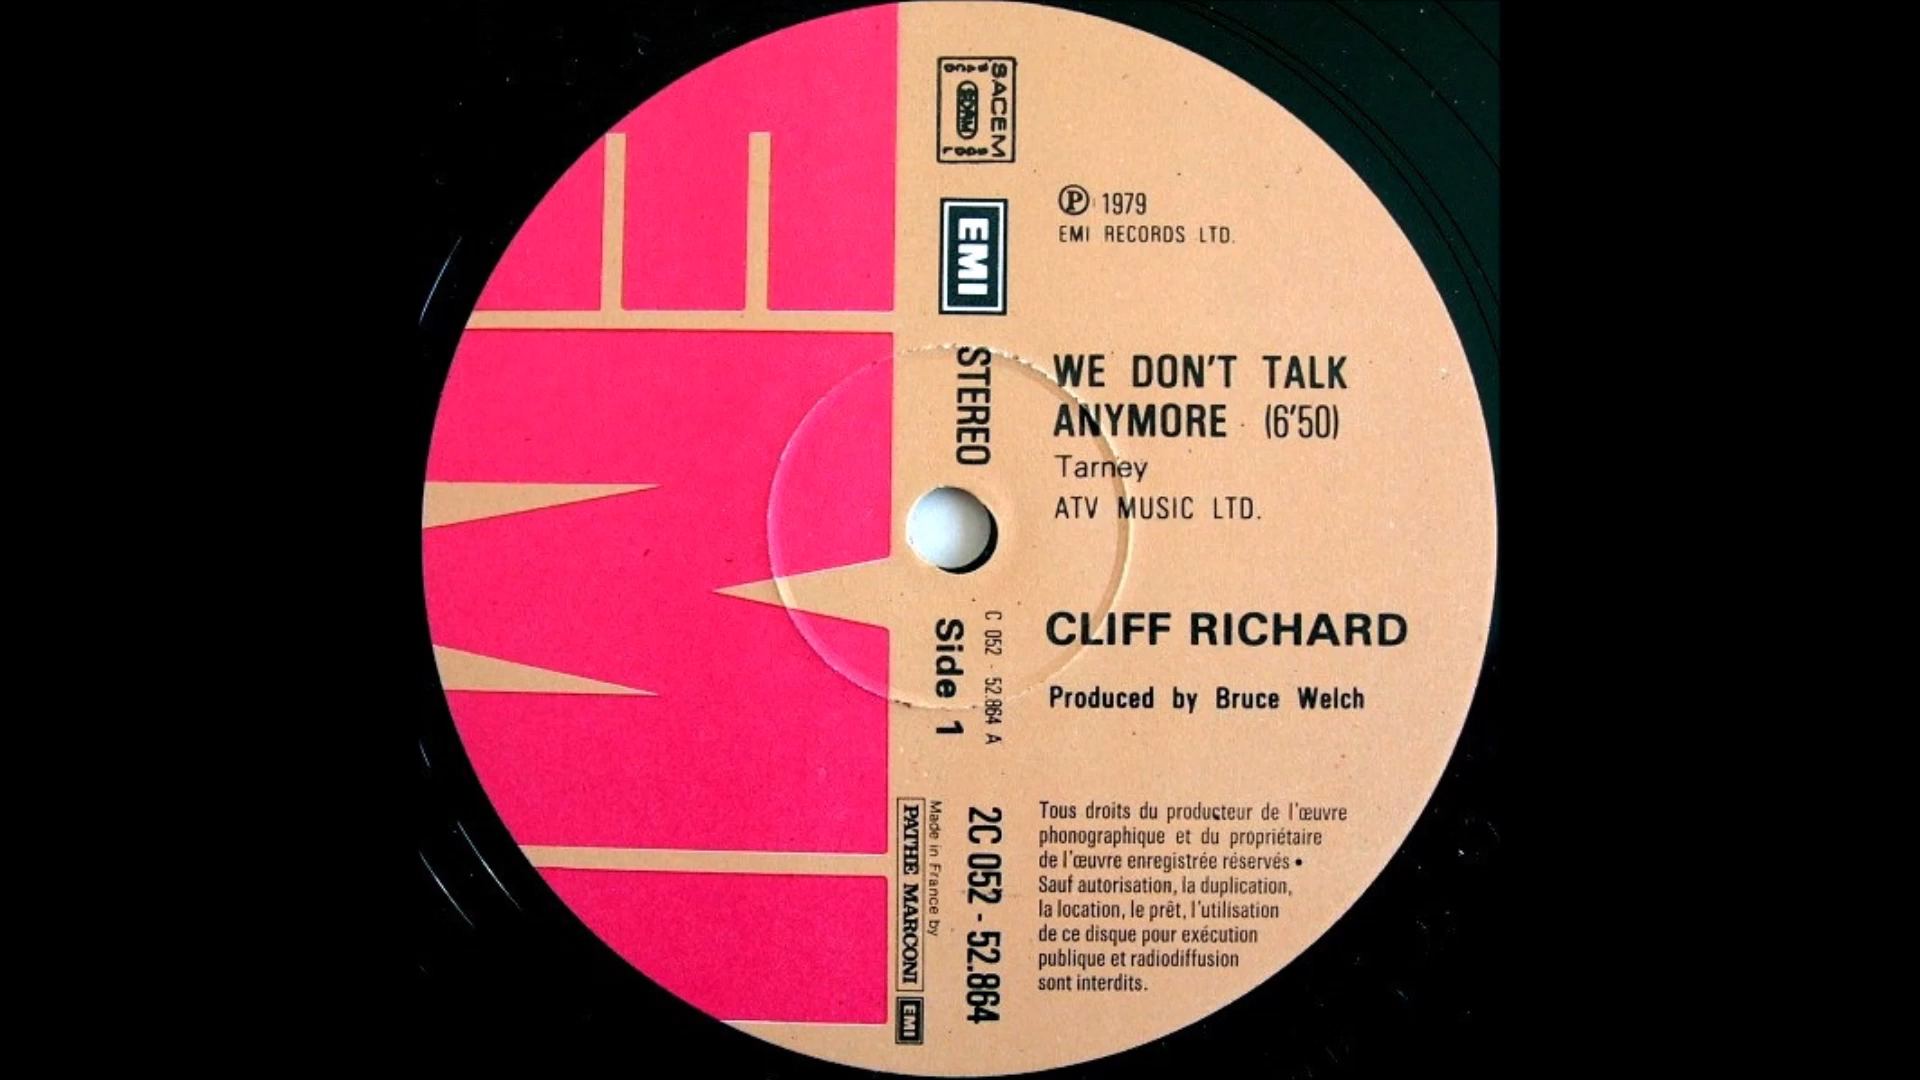 SACEM
SDRM
EMI
STEREO
Side 1
C 052 - 52.864 A
2C 052 - 52.864
Made in France by
PATHE MARCONI
EMI
Ⓟ 1979
EMI RECORDS LTD.
WE DON'T TALK
ANYMORE (6'50)
Tarney
ATV MUSIC LTD.
CLIFF RICHARD
Produced by Bruce Welch
Tous droits du producteur de l'œuvre
phonographique et du propriétaire
de l'œuvre enregistrée réservés •
Sauf autorisation, la duplication,
la location, le prêt, l'utilisation
de ce disque pour exécution
publique et radiodiffusion
sont interdits.